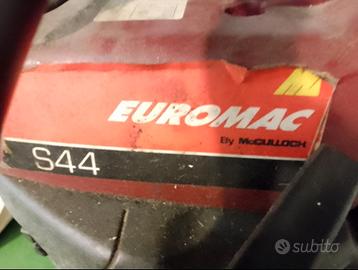 EUROMAC
By McCULLOCH
S44
subito